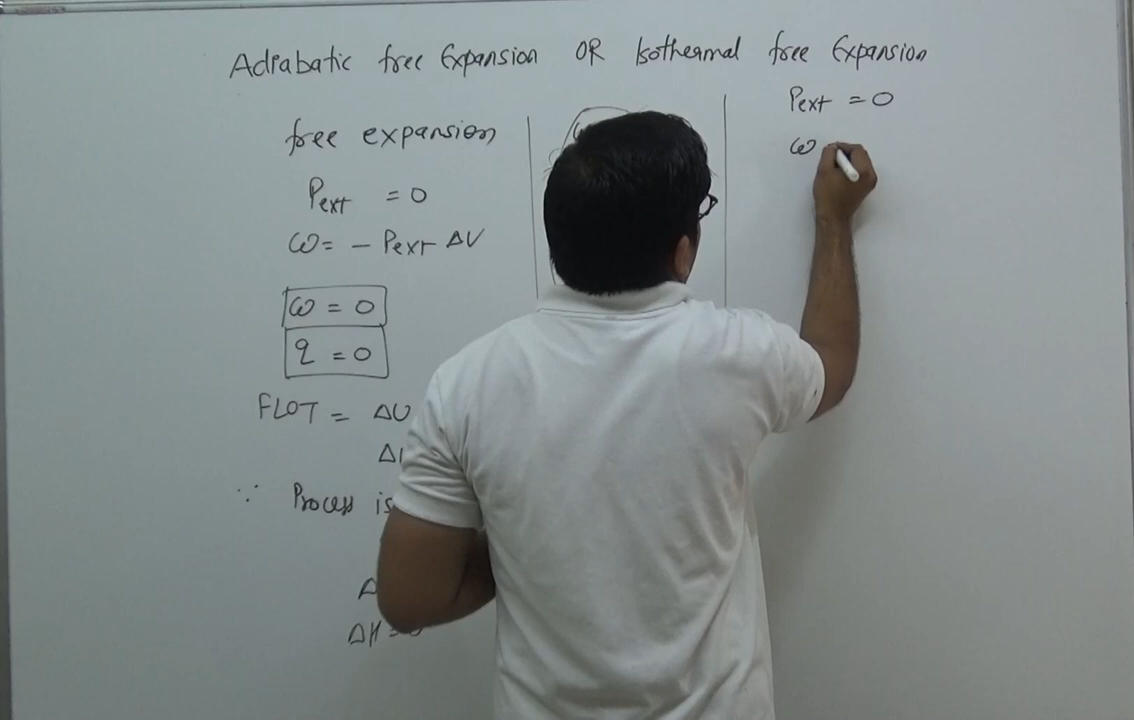 Adiabatic free Expansion OR Isothermal free Expansion
free expansion
Pext = 0
ω = - Pext ΔV
ω = 0
q = 0
FLOT = ΔU
∵ Process is
ΔH = 0
Pext = 0
ω